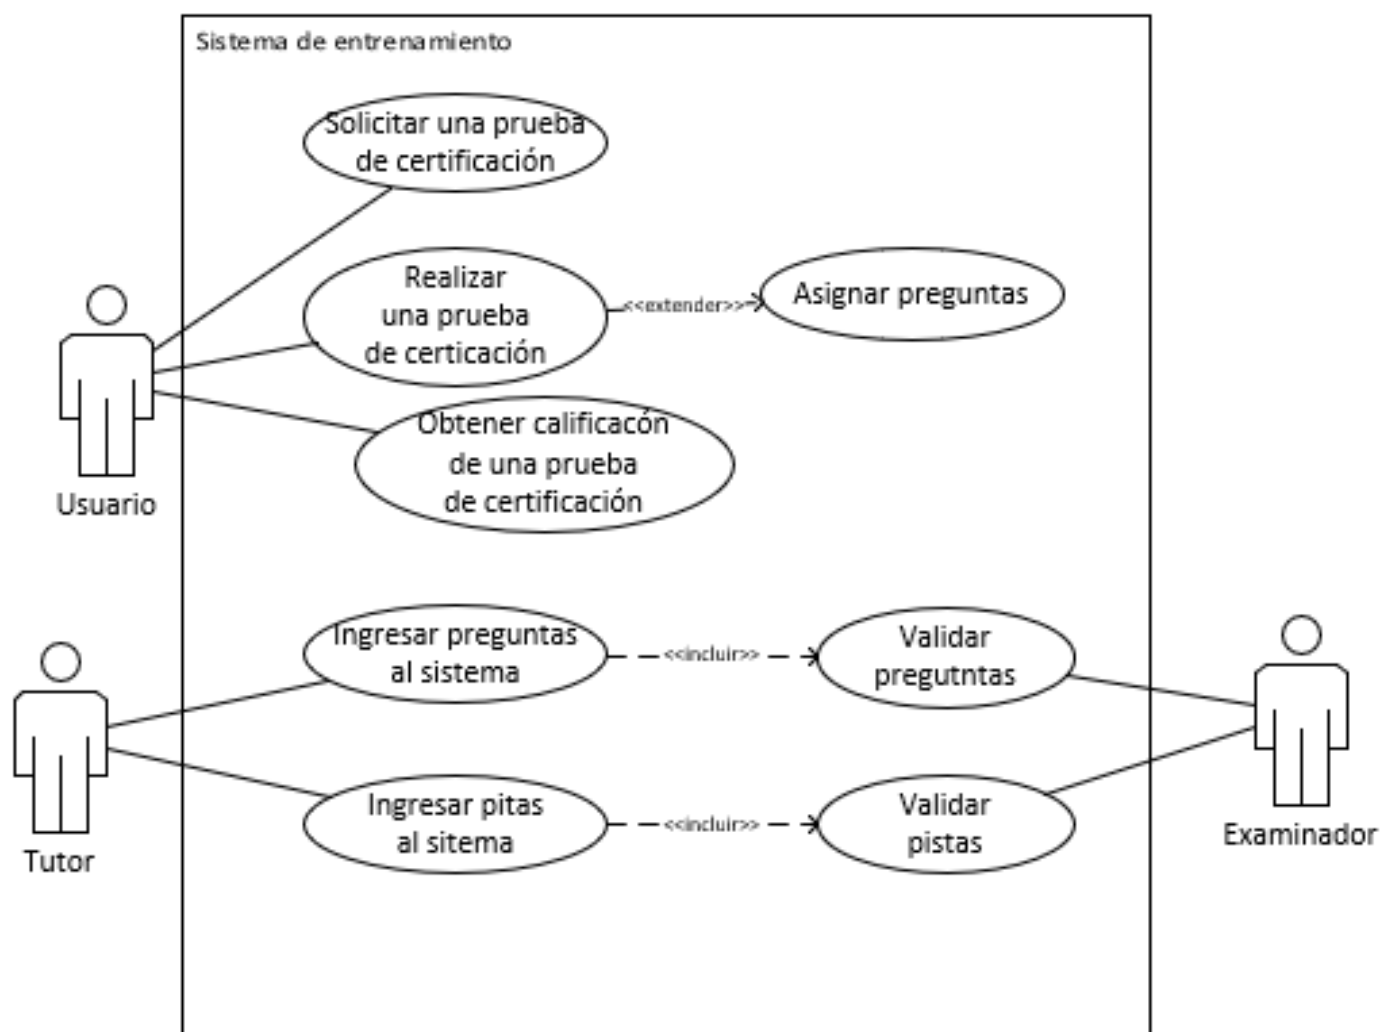 Sistema de entrenamiento
Solicitar una prueba
de certificación
Realizar
una prueba
de certicación
<<extender>>
Asignar preguntas
Obtener calificacón
de una prueba
de certificación
Usuario
Ingresar preguntas
al sistema
<<incluir>>
Validar
pregutntas
Ingresar pitas
al sitema
<<incluir>>
Validar
pistas
Tutor
Examinador